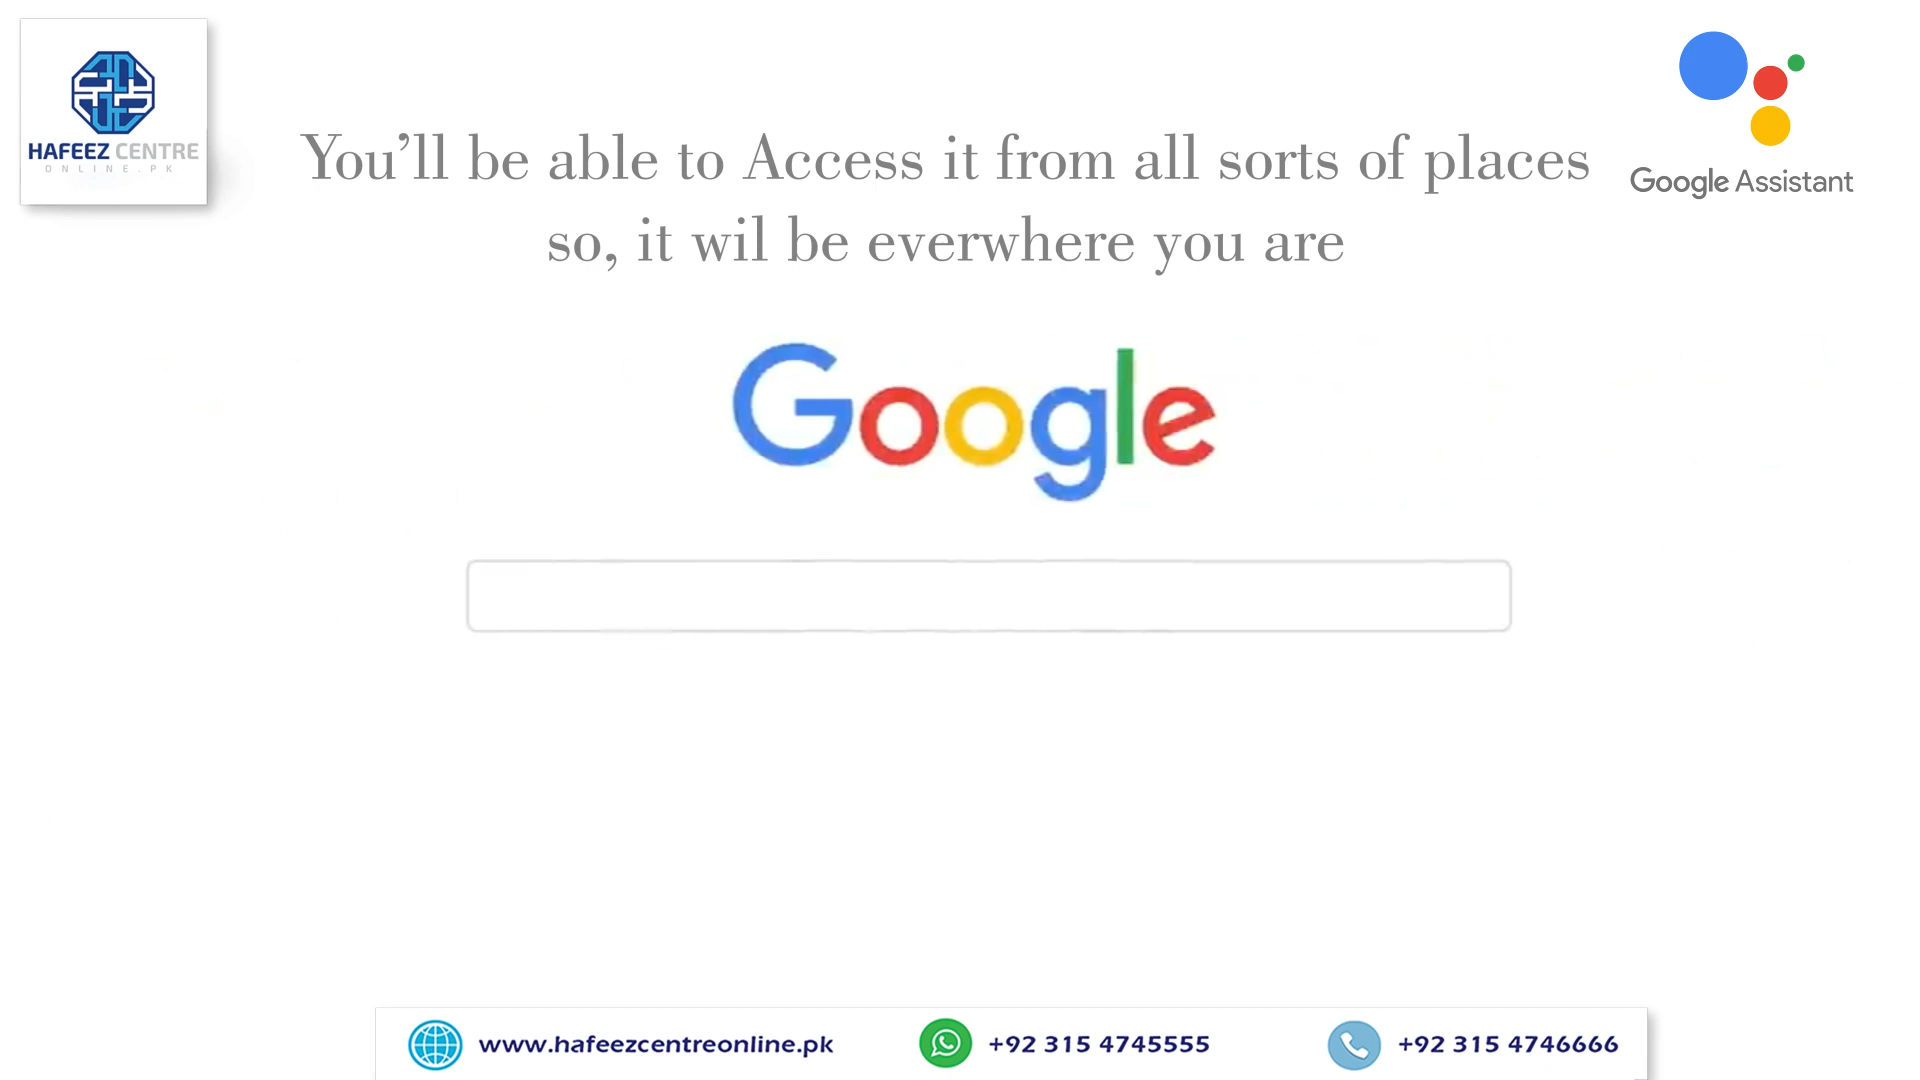 HAFEEZ CENTRE
ONLINE.PK
You'll be able to Access it from all sorts of places
so, it wil be everwhere you are
Google Assistant
Google
www.hafeezcentreonline.pk
+92 315 4745555
+92 315 4746666